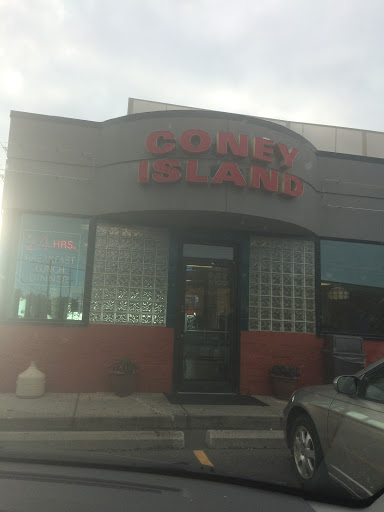 CONEY
ISLAND
24 HRS.
BREAKFAST
LUNCH
DINNER